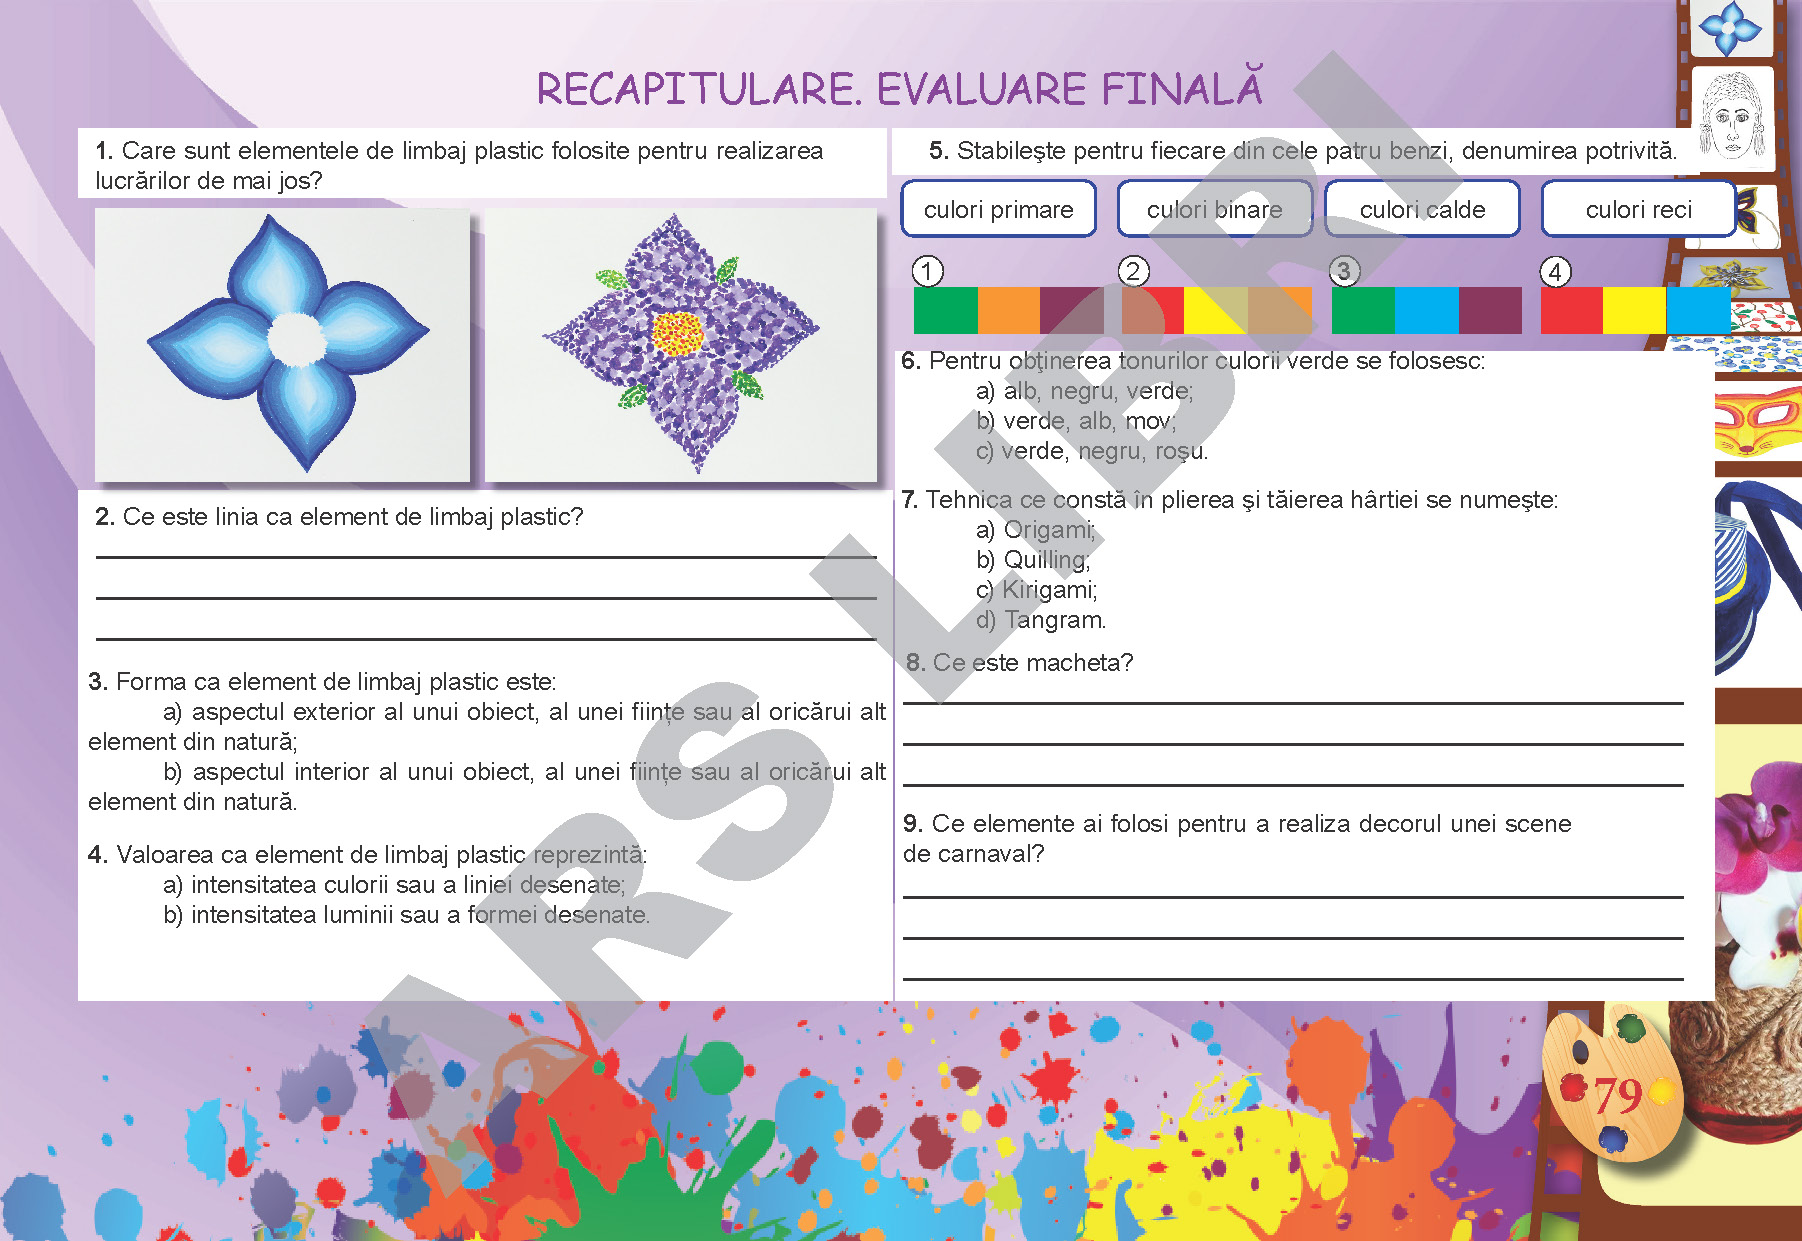 RECAPITULARE. EVALUARE FINALĂ
1. Care sunt elementele de limbaj plastic folosite pentru realizarea
lucrărilor de mai jos?
2. Ce este linia ca element de limbaj plastic?
3. Forma ca element de limbaj plastic este:
a) aspectul exterior al unui obiect, al unei ființe sau al oricărui alt
element din natură;
b) aspectul interior al unui obiect, al unei ființe sau al oricărui alt
element din natură.
4. Valoarea ca element de limbaj plastic reprezintă:
a) intensitatea culorii sau a liniei desenate;
b) intensitatea luminii sau a formei desenate.
5. Stabileşte pentru fiecare din cele patru benzi, denumirea potrivită.
culori primare
culori binare
culori calde
culori reci
1
2
3
4
6. Pentru obţinerea tonurilor culorii verde se folosesc:
a) alb, negru, verde;
b) verde, alb, mov;
c) verde, negru, roşu.
7. Tehnica ce constă în plierea şi tăierea hârtiei se numeşte:
a) Origami;
b) Quilling;
c) Kirigami;
d) Tangram.
8. Ce este macheta?
9. Ce elemente ai folosi pentru a realiza decorul unei scene
de carnaval?
79
ARS LIBRI